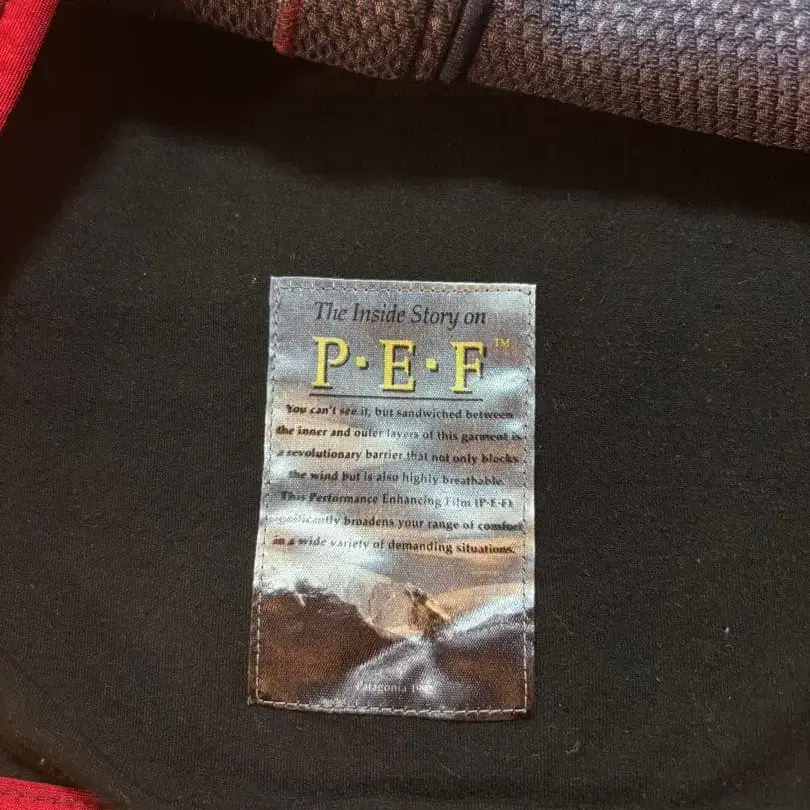 The Inside Story on
P·E·F™
You can't see it, but sandwiched between
the inner and outer layers of this garment is
a revolutionary barrier that not only blocks
the wind but is also highly breathable.
This Performance Enhancing Film (P·E·F)
significantly broadens your range of comfort
in a wide variety of demanding situations.
Patagonia